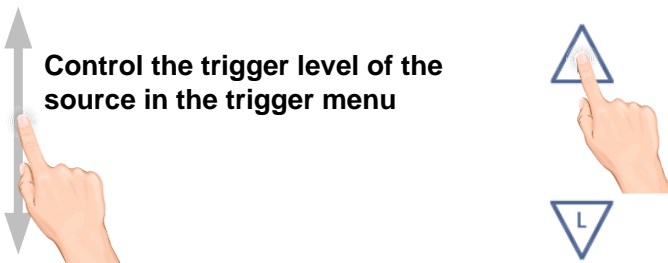 Control the trigger level of the
source in the trigger menu
L